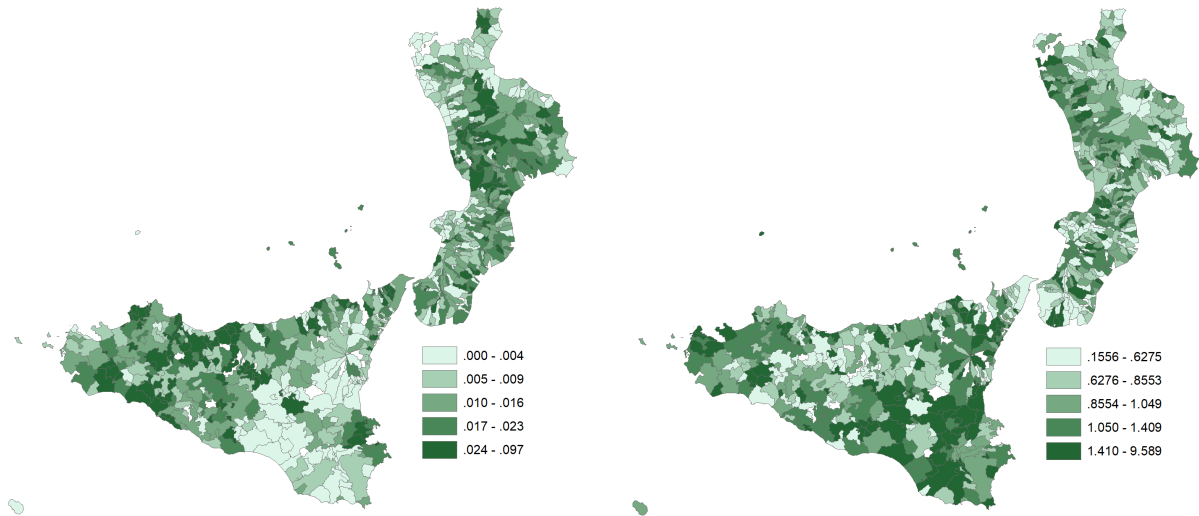 .000 - .004
.005 - .009
.010 - .016
.017 - .023
.024 - .097
.1556 - .6275
.6276 - .8553
.8554 - 1.049
1.050 - 1.409
1.410 - 9.589